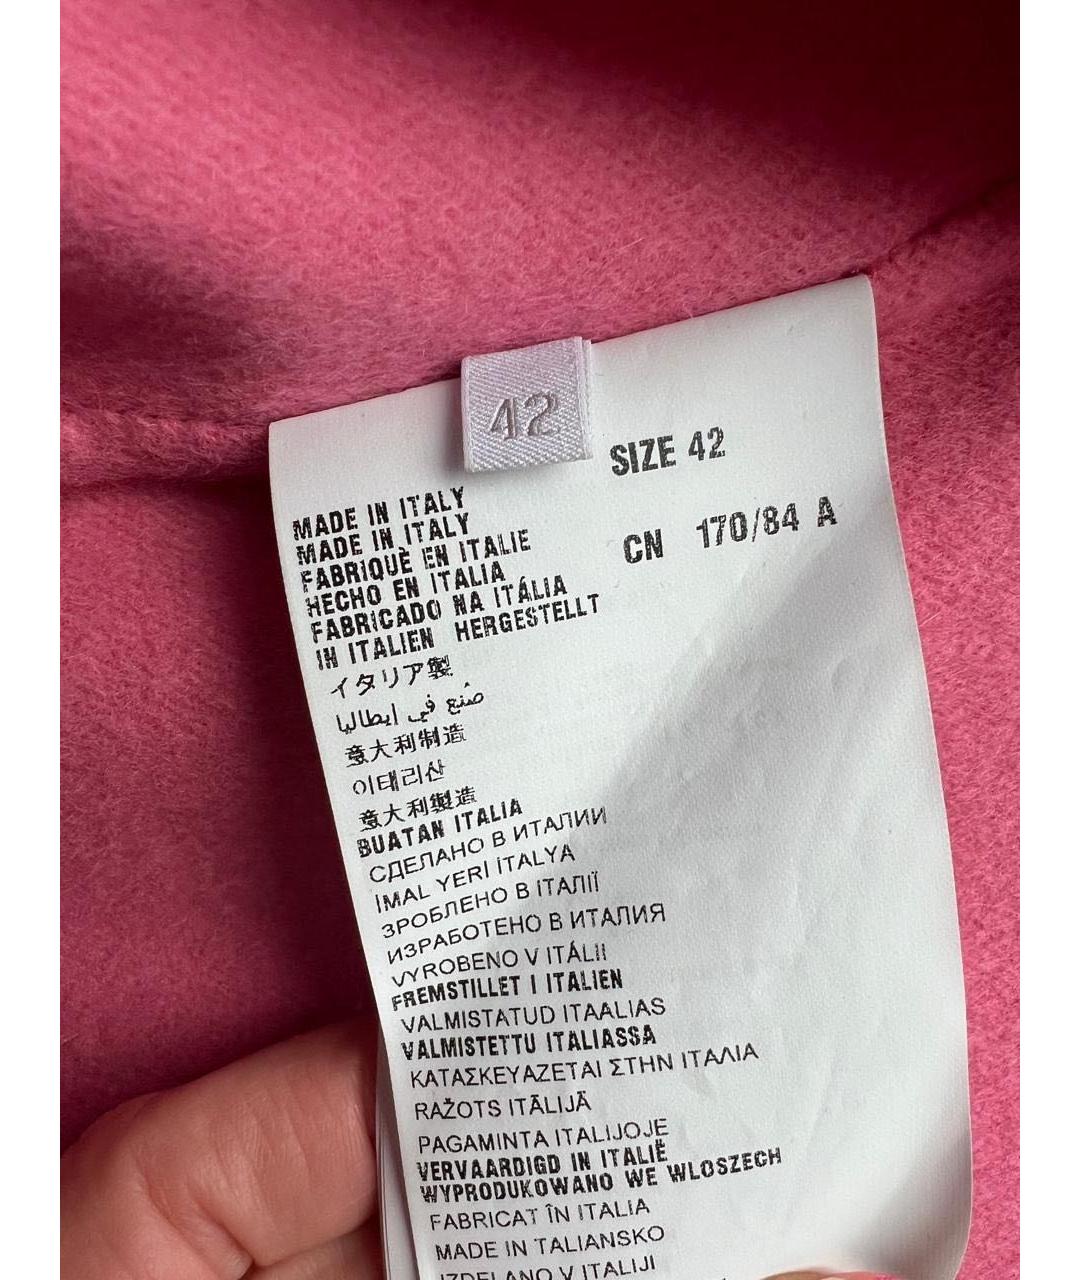 42
SIZE 42
CN 170/84 A
MADE IN ITALY
MADE IN ITALY
FABRIQUÈ EN ITALIE
HECHO EN ITALIA
FABRICADO NA ITÁLIA
IN ITALIEN HERGESTELLT
イタリア製
صُنع في ايطاليا
意大利制造
이태리산
意大利製造
BUATAN ITALIA
СДЕЛАНО В ИТАЛИИ
İMAL YERİ İTALYA
ЗРОБЛЕНО В ІТАЛІЇ
ИЗРАБОТЕНО В ИТАЛИЯ
VYROBENO V ITÁLII
FREMSTILLET I ITALIEN
VALMISTATUD ITAALIAS
VALMISTETTU ITALIASSA
ΚΑΤΑΣΚΕΥΑΖΕΤΑΙ ΣΤΗΝ ΙΤΑΛΙΑ
RAŽOTS ITĀLIJĀ
PAGAMINTA ITALIJOJE
VERVAARDIGD IN ITALIË
WYPRODUKOWANO WE WLOSZECH
FABRICAT ÎN ITALIA
MADE IN TALIANSKO
IZDELANO V ITALIJI